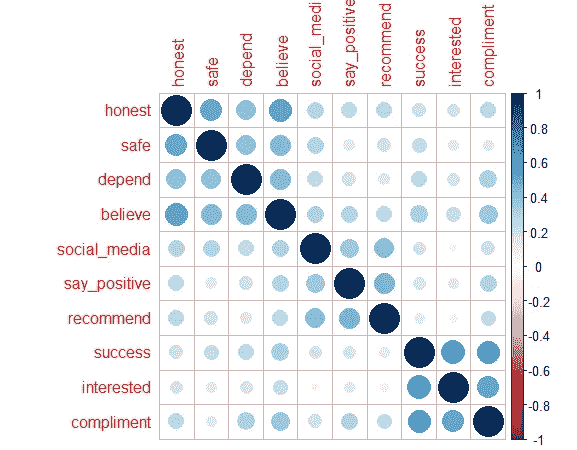 honest
safe
depend
believe
social_medi
say_positive
recommend
success
interested
compliment
honest
safe
depend
believe
social_media
say_positive
recommend
success
interested
compliment
1
0.8
0.6
0.4
0.2
0
-0.2
-0.4
-0.6
-0.8
-1